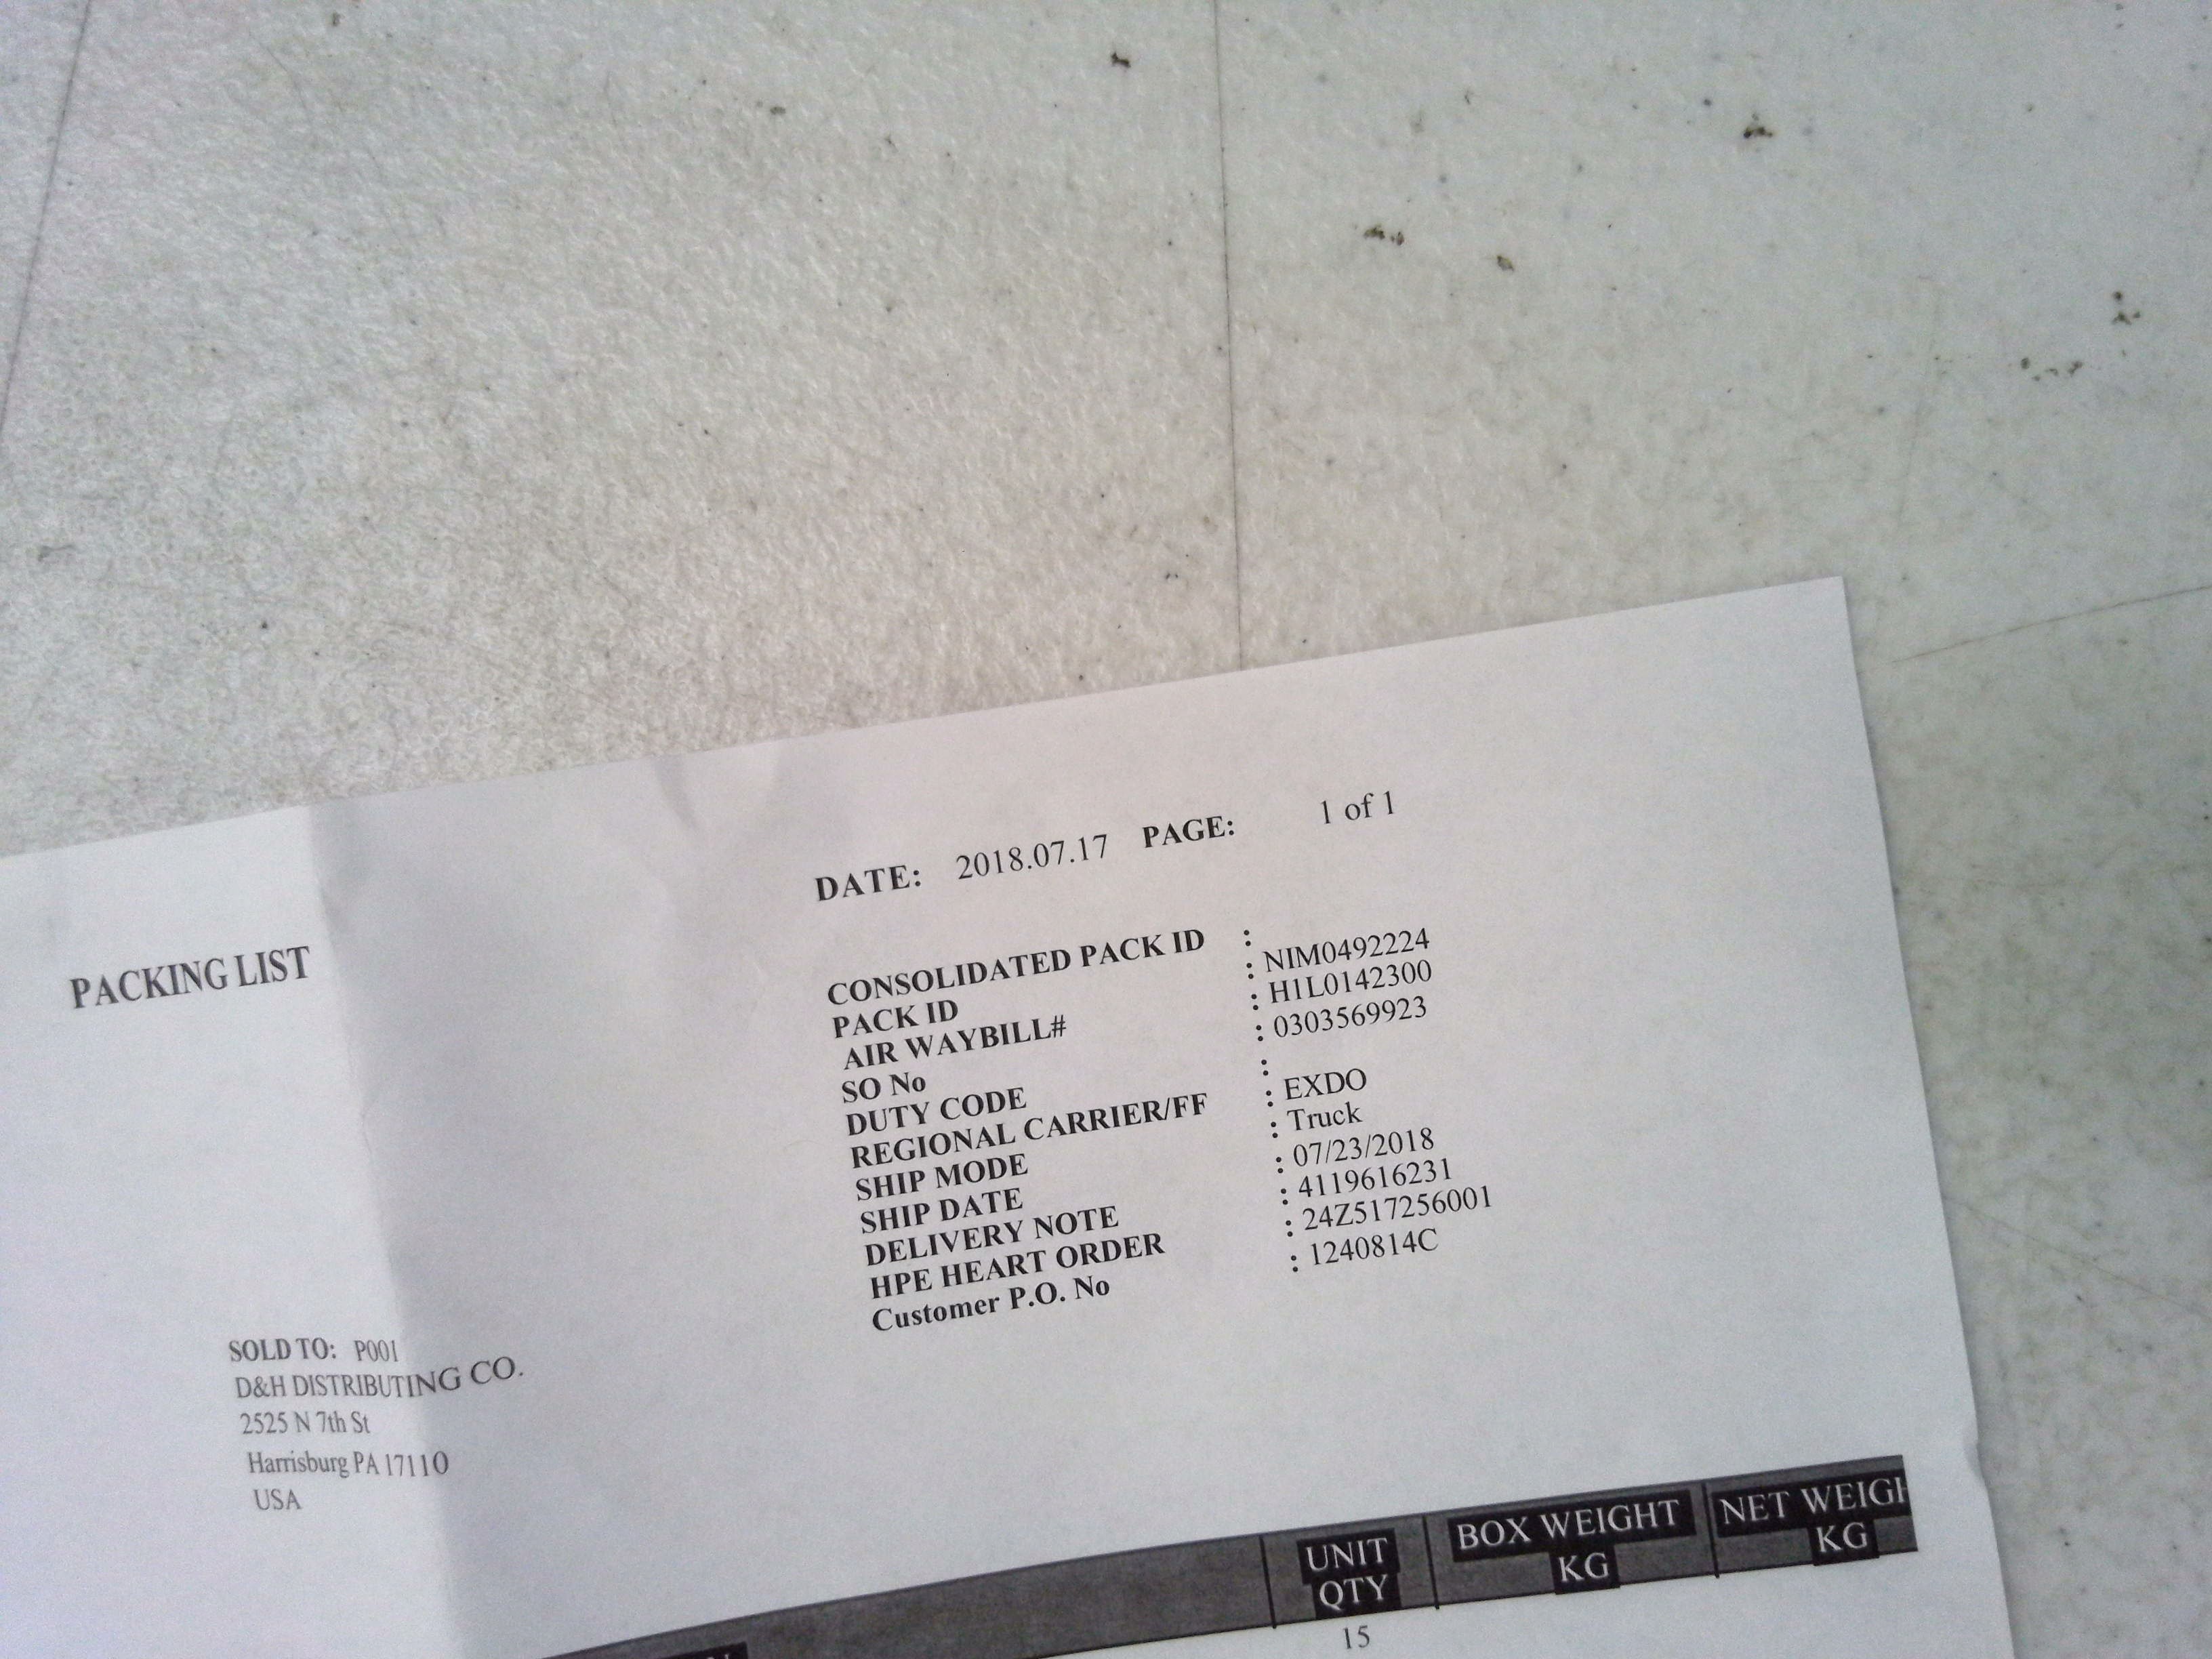 DATE: 2018.07.17 PAGE: 1 of 1
PACKING LIST
CONSOLIDATED PACK ID :
PACK ID : NIM0492224
AIR WAYBILL# : H1L0142300
SO No : 0303569923
DUTY CODE :
REGIONAL CARRIER/FF : EXDO
SHIP MODE : Truck
SHIP DATE : 07/23/2018
DELIVERY NOTE : 4119616231
HPE HEART ORDER : 24Z517256001
Customer P.O. No : 1240814C
SOLD TO: P001
D&H DISTRIBUTING CO.
2525 N 7th St
Harrisburg PA 17110
USA
UNIT QTY
BOX WEIGHT KG
NET WEIGH KG
15